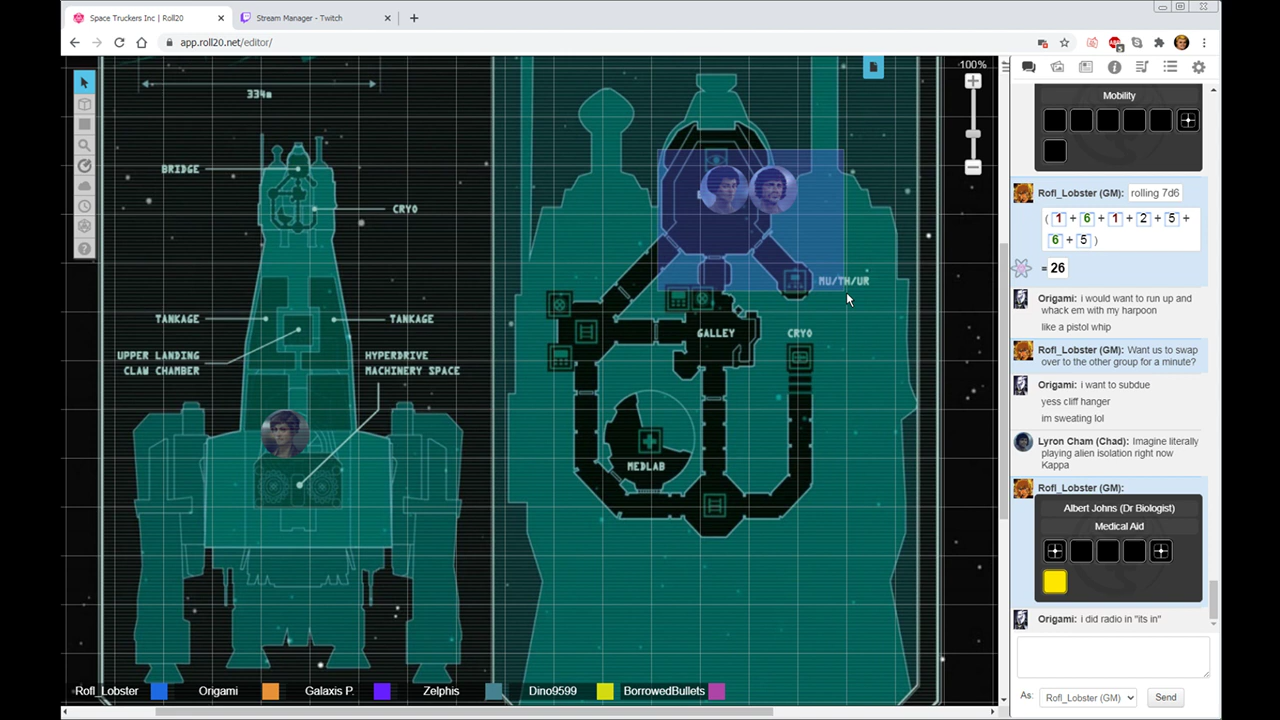 Space Truckers Inc | Roll20
Stream Manager - Twitch
app.roll20.net/editor/
334m
BRIDGE
CRYO
TANKAGE
TANKAGE
UPPER LANDING
CLAW CHAMBER
HYPERDRIVE
MACHINERY SPACE
MU/TH/UR
GALLEY
CRYO
MEDLAB
100%
Mobility
Rofl_Lobster (GM): rolling 7d6
( 1 + 6 + 1 + 2 + 5 +
6 + 5 )
= 26
Origami: i would want to run up and
whack em with my harpoon
like a pistol whip
Rofl_Lobster (GM): Want us to swap
over to the other group for a minute?
Origami: i want to subdue
yess cliff hanger
im sweating lol
Lyron Cham (Chad): Imagine literally
playing alien isolation right now
Kappa
Rofl_Lobster (GM):
Albert Johns (Dr Biologist)
Medical Aid
Origami: i did radio in "its in"
As: Rofl_Lobster (GM) Send
Rofl_Lobster Origami Galaxis P. Zelphis Dino9599 BorrowedBullets